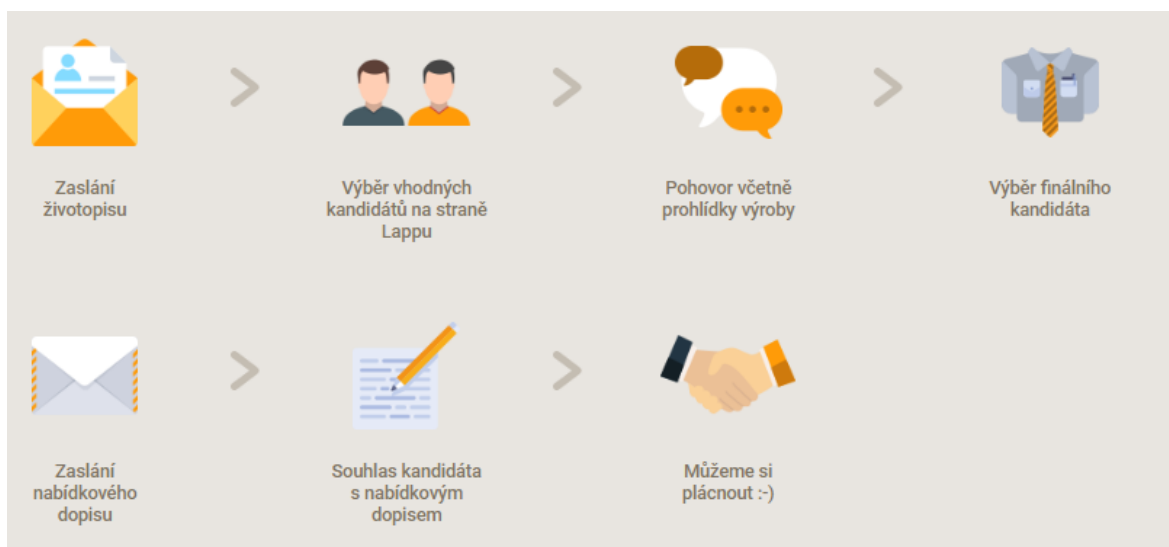 Zaslání
životopisu
Výběr vhodných
kandidátů na straně
Lappu
Pohovor včetně
prohlídky výroby
Výběr finálního
kandidáta
Zaslání
nabídkového
dopisu
Souhlas kandidáta
s nabídkovým
dopisem
Můžeme si
plácnout :-)